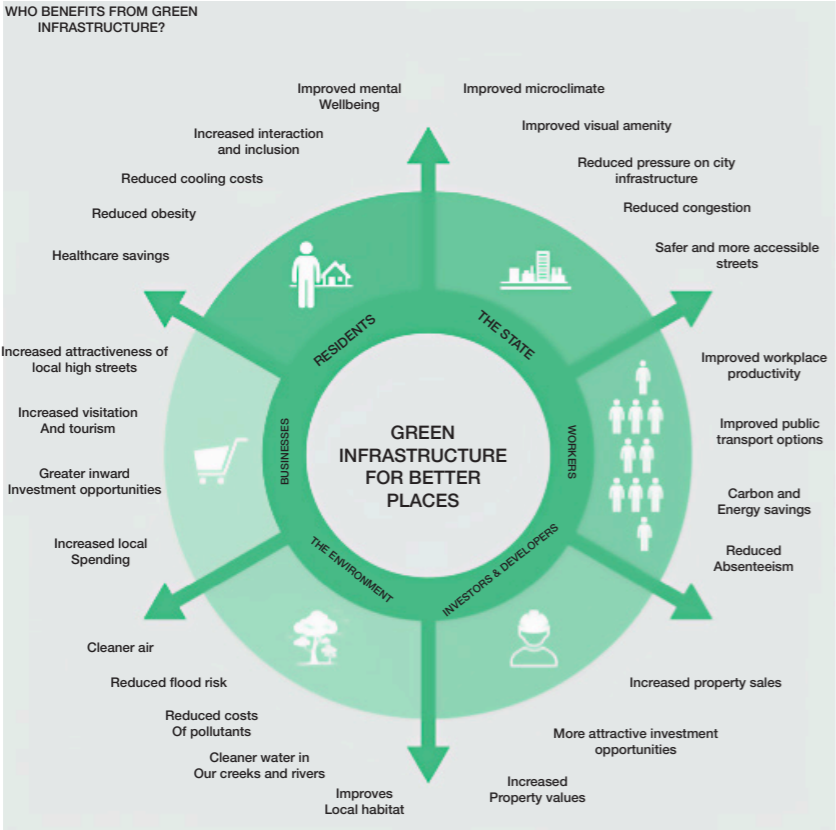 WHO BENEFITS FROM GREEN
INFRASTRUCTURE?
Improved mental
Wellbeing
Increased interaction
and inclusion
Reduced cooling costs
Reduced obesity
Healthcare savings
Improved microclimate
Improved visual amenity
Reduced pressure on city
infrastructure
Reduced congestion
Safer and more accessible
streets
RESIDENTS
THE STATE
Increased attractiveness of
local high streets
Increased visitation
And tourism
Greater inward
Investment opportunities
Increased local
Spending
BUSINESSES
GREEN
INFRASTRUCTURE
FOR BETTER
PLACES
WORKERS
Improved workplace
productivity
Improved public
transport options
Carbon and
Energy savings
Reduced
Absenteeism
THE ENVIRONMENT
INVESTORS & DEVELOPERS
Cleaner air
Reduced flood risk
Reduced costs
Of pollutants
Cleaner water in
Our creeks and rivers
Improves
Local habitat
Increased property sales
More attractive investment
opportunities
Increased
Property values